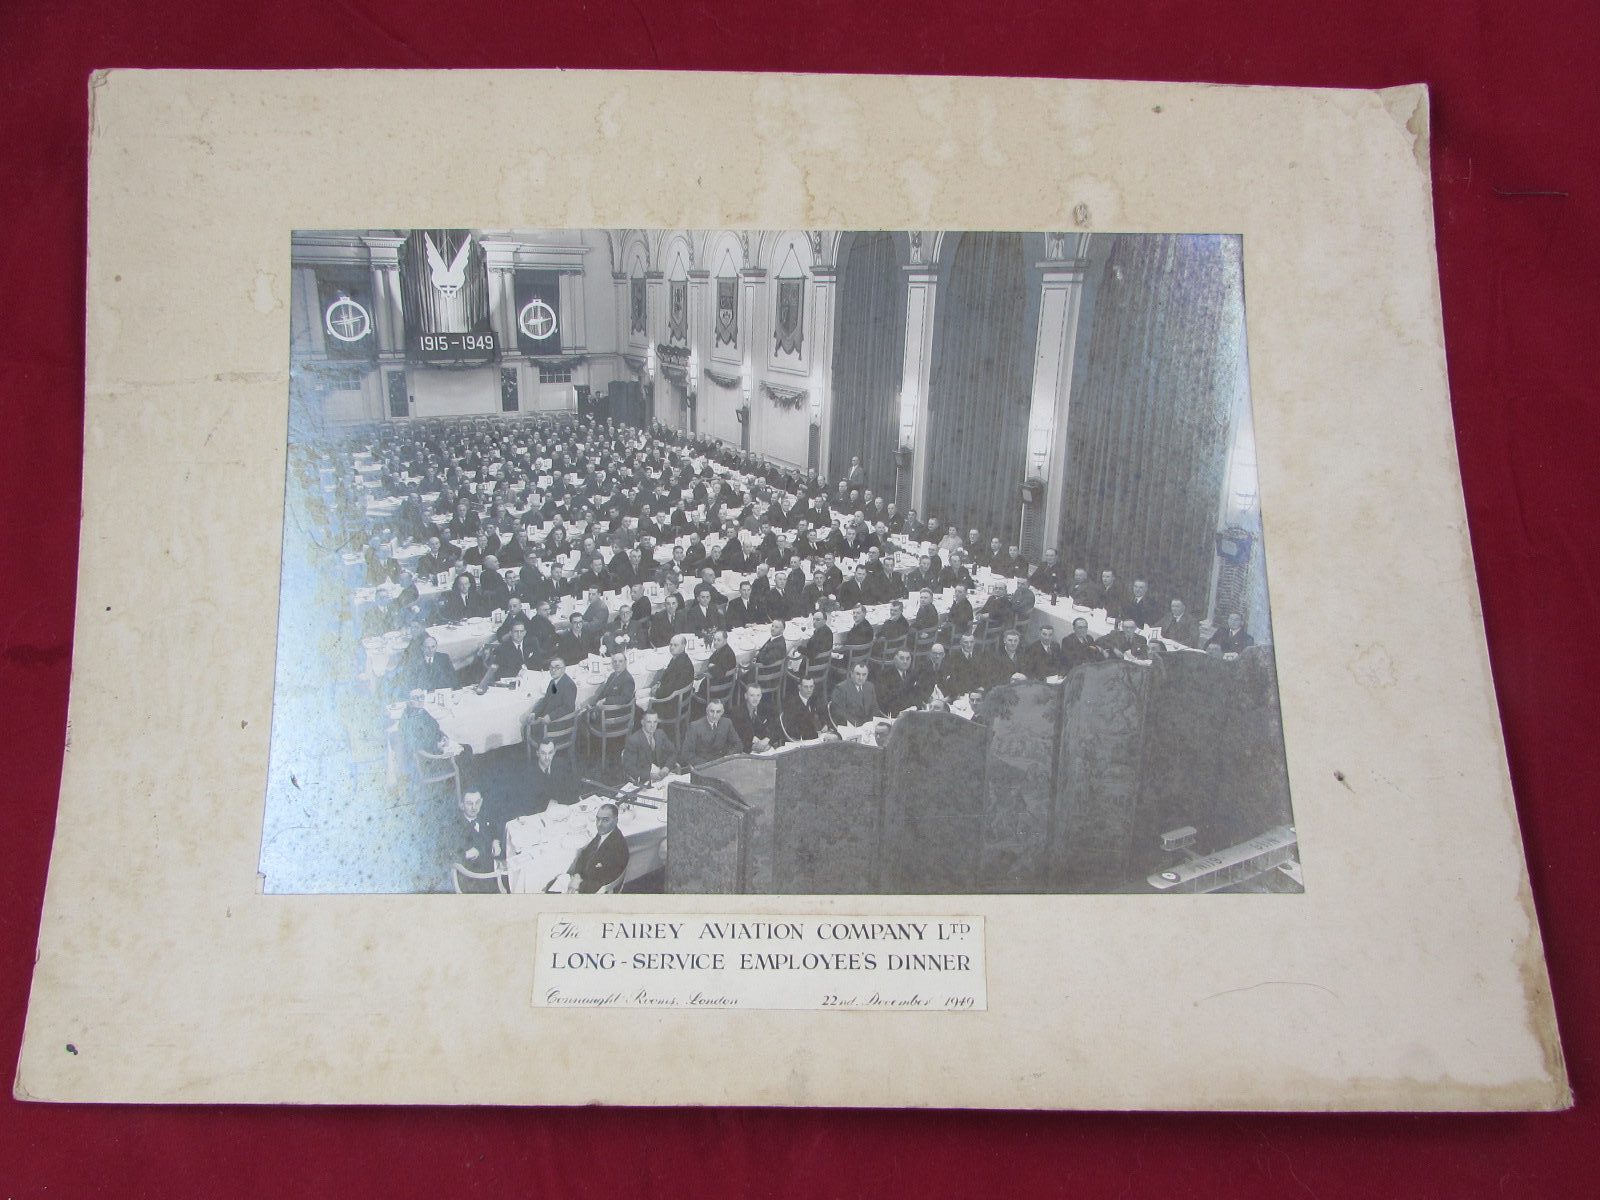 1915-1949
The FAIREY AVIATION COMPANY LTD
LONG-SERVICE EMPLOYEE'S DINNER
Connaught Rooms, London 22nd. December 1949